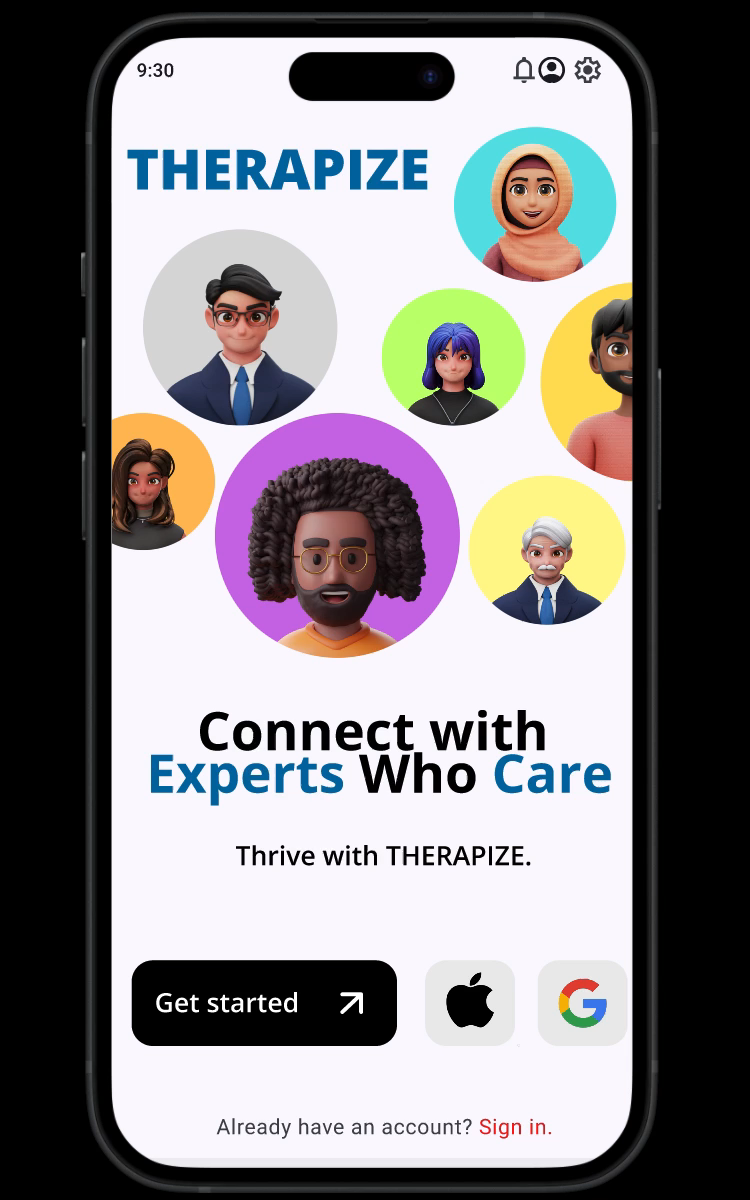 9:30
THERAPIZE
Connect with
Experts Who Care
Thrive with THERAPIZE.
Get started
Already have an account? Sign in.